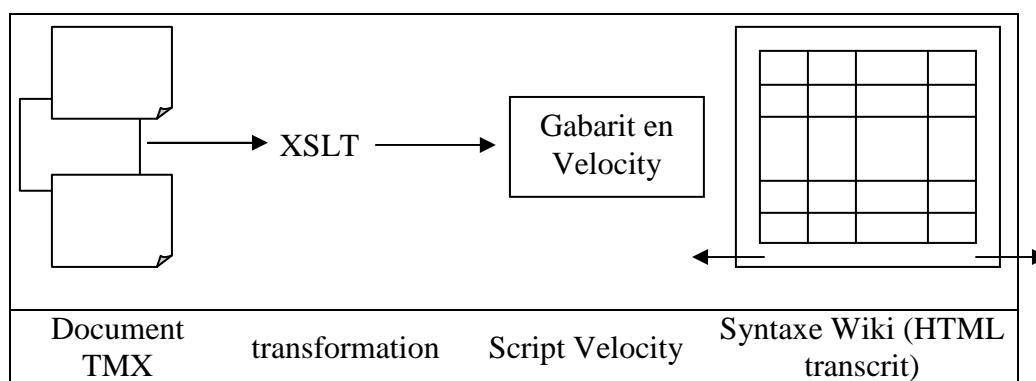 XSLT
Gabarit en
Velocity
Document
TMX
transformation
Script Velocity
Syntaxe Wiki (HTML
transcrit)